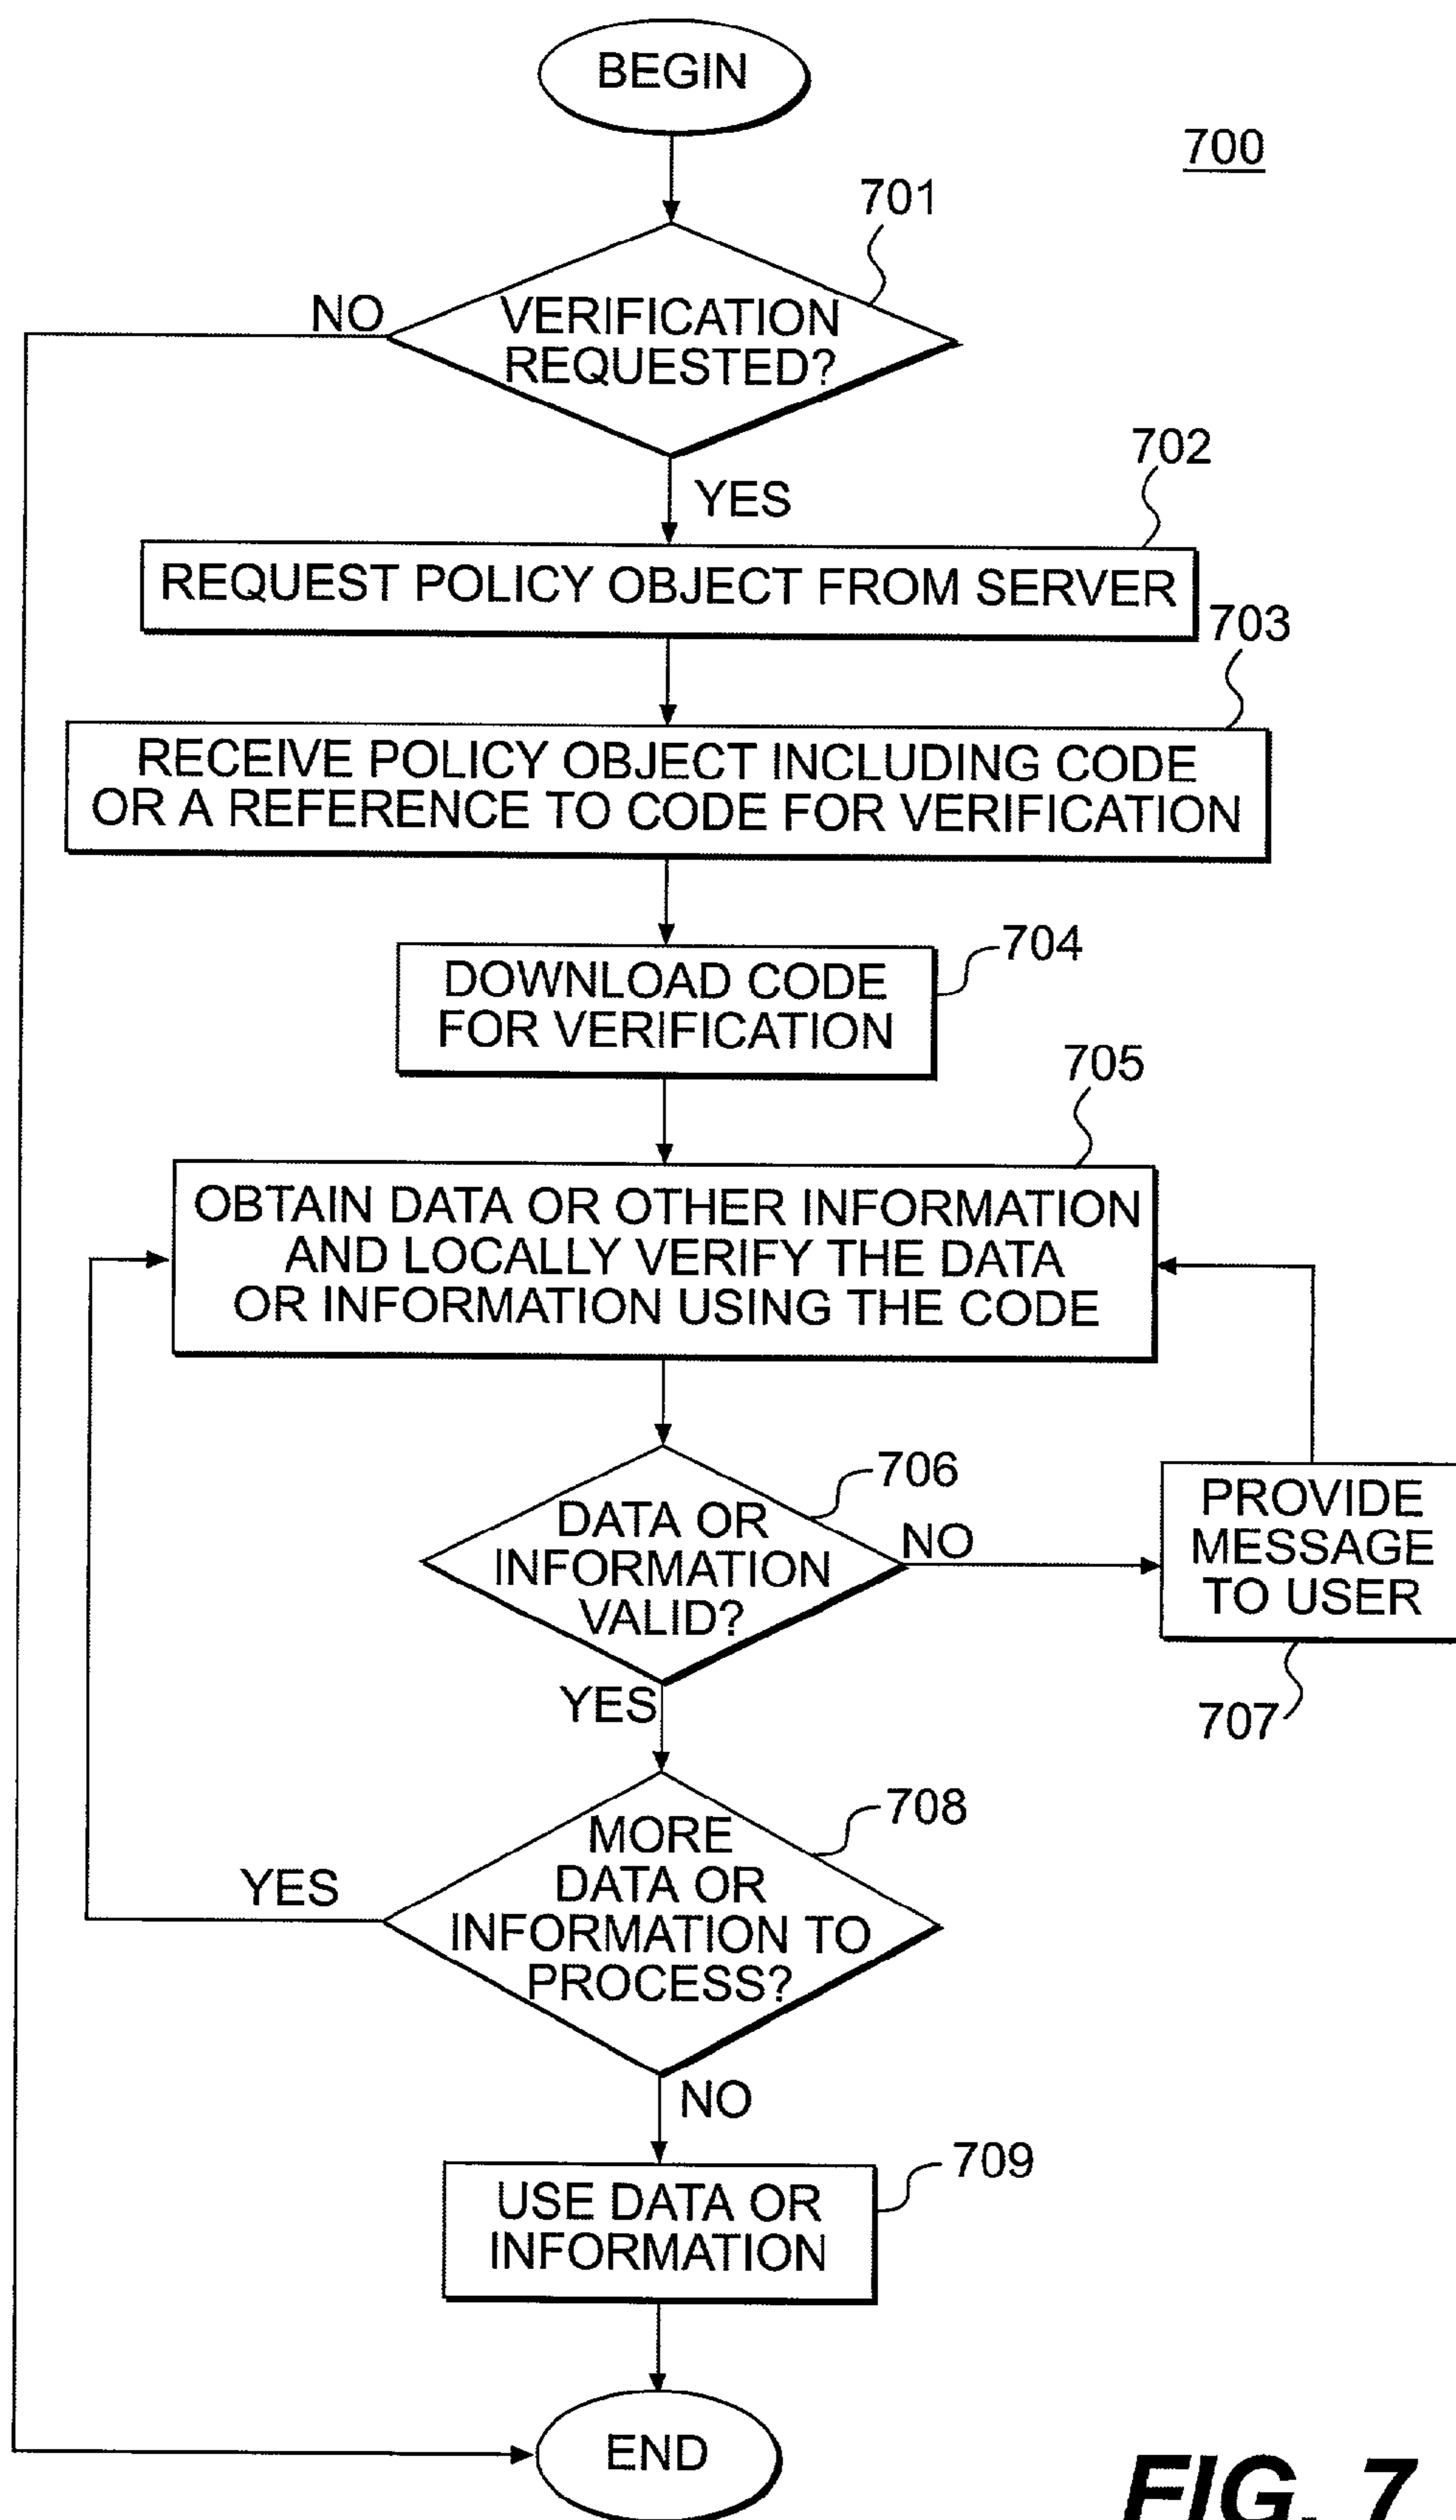 BEGIN
700
701
NO
VERIFICATION
REQUESTED?
YES
702
REQUEST POLICY OBJECT FROM SERVER
703
RECEIVE POLICY OBJECT INCLUDING CODE
OR A REFERENCE TO CODE FOR VERIFICATION
704
DOWNLOAD CODE
FOR VERIFICATION
705
OBTAIN DATA OR OTHER INFORMATION
AND LOCALLY VERIFY THE DATA
OR INFORMATION USING THE CODE
706
DATA OR
INFORMATION
VALID?
NO
PROVIDE
MESSAGE
TO USER
707
YES
708
MORE
DATA OR
INFORMATION TO
PROCESS?
YES
NO
709
USE DATA OR
INFORMATION
END
FIG. 7